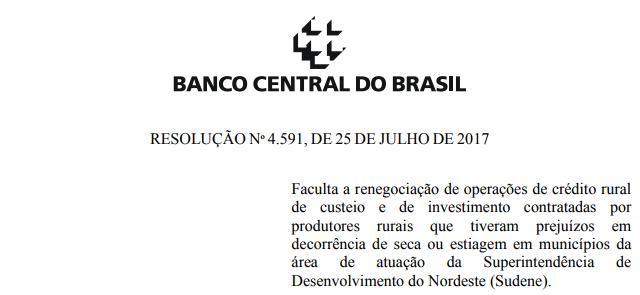 BANCO CENTRAL DO BRASIL
RESOLUÇÃO Nº 4.591, DE 25 DE JULHO DE 2017
Faculta a renegociação de operações de crédito rural
de custeio e de investimento contratadas por
produtores rurais que tiveram prejuízos em
decorrência de seca ou estiagem em municípios da
área de atuação da Superintendência de
Desenvolvimento do Nordeste (Sudene).